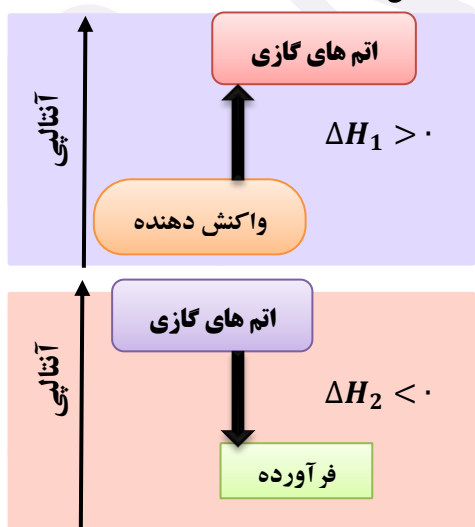 اتم های گازی
آنتالپی
ΔH₁ > ۰
واکنش دهنده
اتم های گازی
آنتالپی
ΔH₂ < ۰
فرآورده